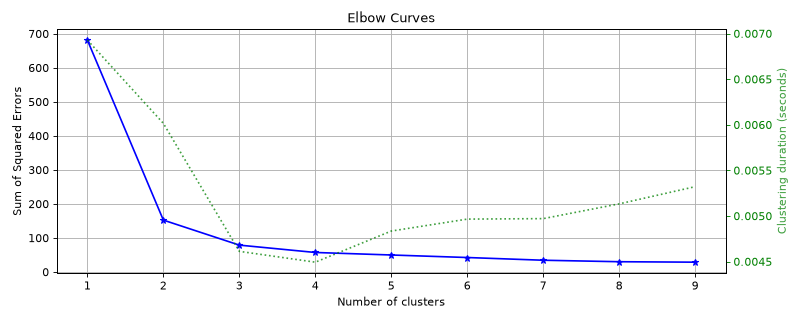 Elbow Curves
Sum of Squared Errors
700
600
500
400
300
200
100
0
1 2 3 4 5 6 7 8 9
Number of clusters
0.0070
0.0065
0.0060
0.0055
0.0050
0.0045
Clustering duration (seconds)